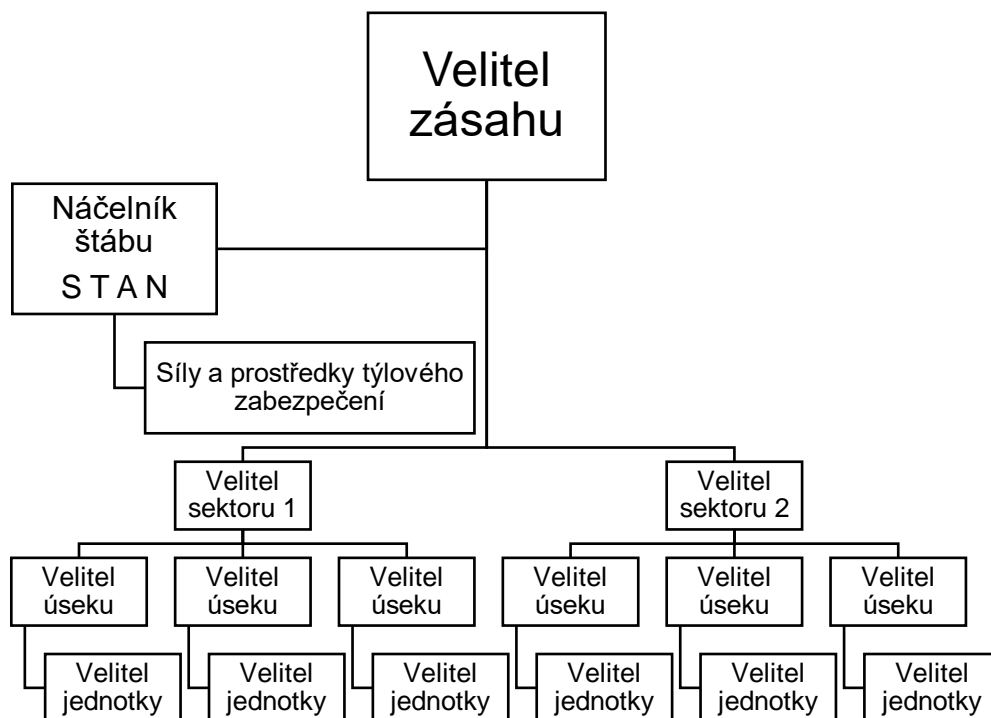 Velitel
zásahu
Náčelník
štábu
S T A N
Síly a prostředky týlového
zabezpečení
Velitel
sektoru 1
Velitel
sektoru 2
Velitel
úseku
Velitel
úseku
Velitel
úseku
Velitel
úseku
Velitel
úseku
Velitel
úseku
Velitel
jednotky
Velitel
jednotky
Velitel
jednotky
Velitel
jednotky
Velitel
jednotky
Velitel
jednotky